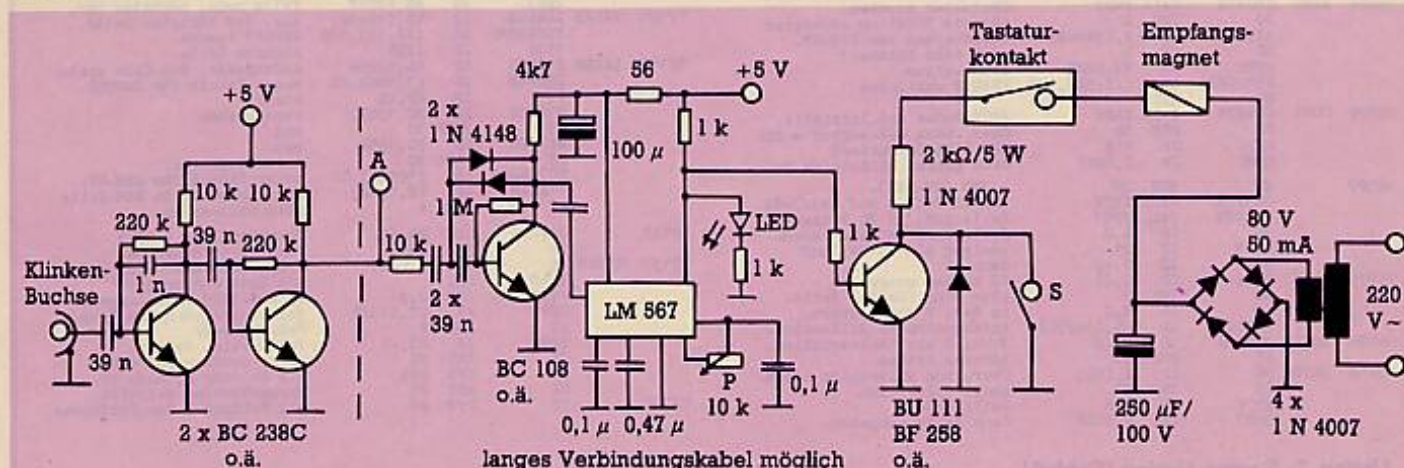 Tastatur-
kontakt
Empfangs-
magnet
4k7
56
+5 V
+5 V
2 x
1 N 4148
1 k
100 µ
2 kΩ/5 W
1 N 4007
A
10 k
10 k
220 k
39 n
220 k
1 M
LED
1 k
80 V
50 mA
Klinken-
Buchse
1 n
10 k
1 k
S
220
V~
2 x
39 n
LM 567
39 n
BC 108
o.ä.
P
10 k
0,1 µ
0,1 µ
0,47 µ
BU 111
BF 258
o.ä.
250 µF/
100 V
4 x
1 N 4007
2 x BC 238C
o.ä.
langes Verbindungskabel möglich